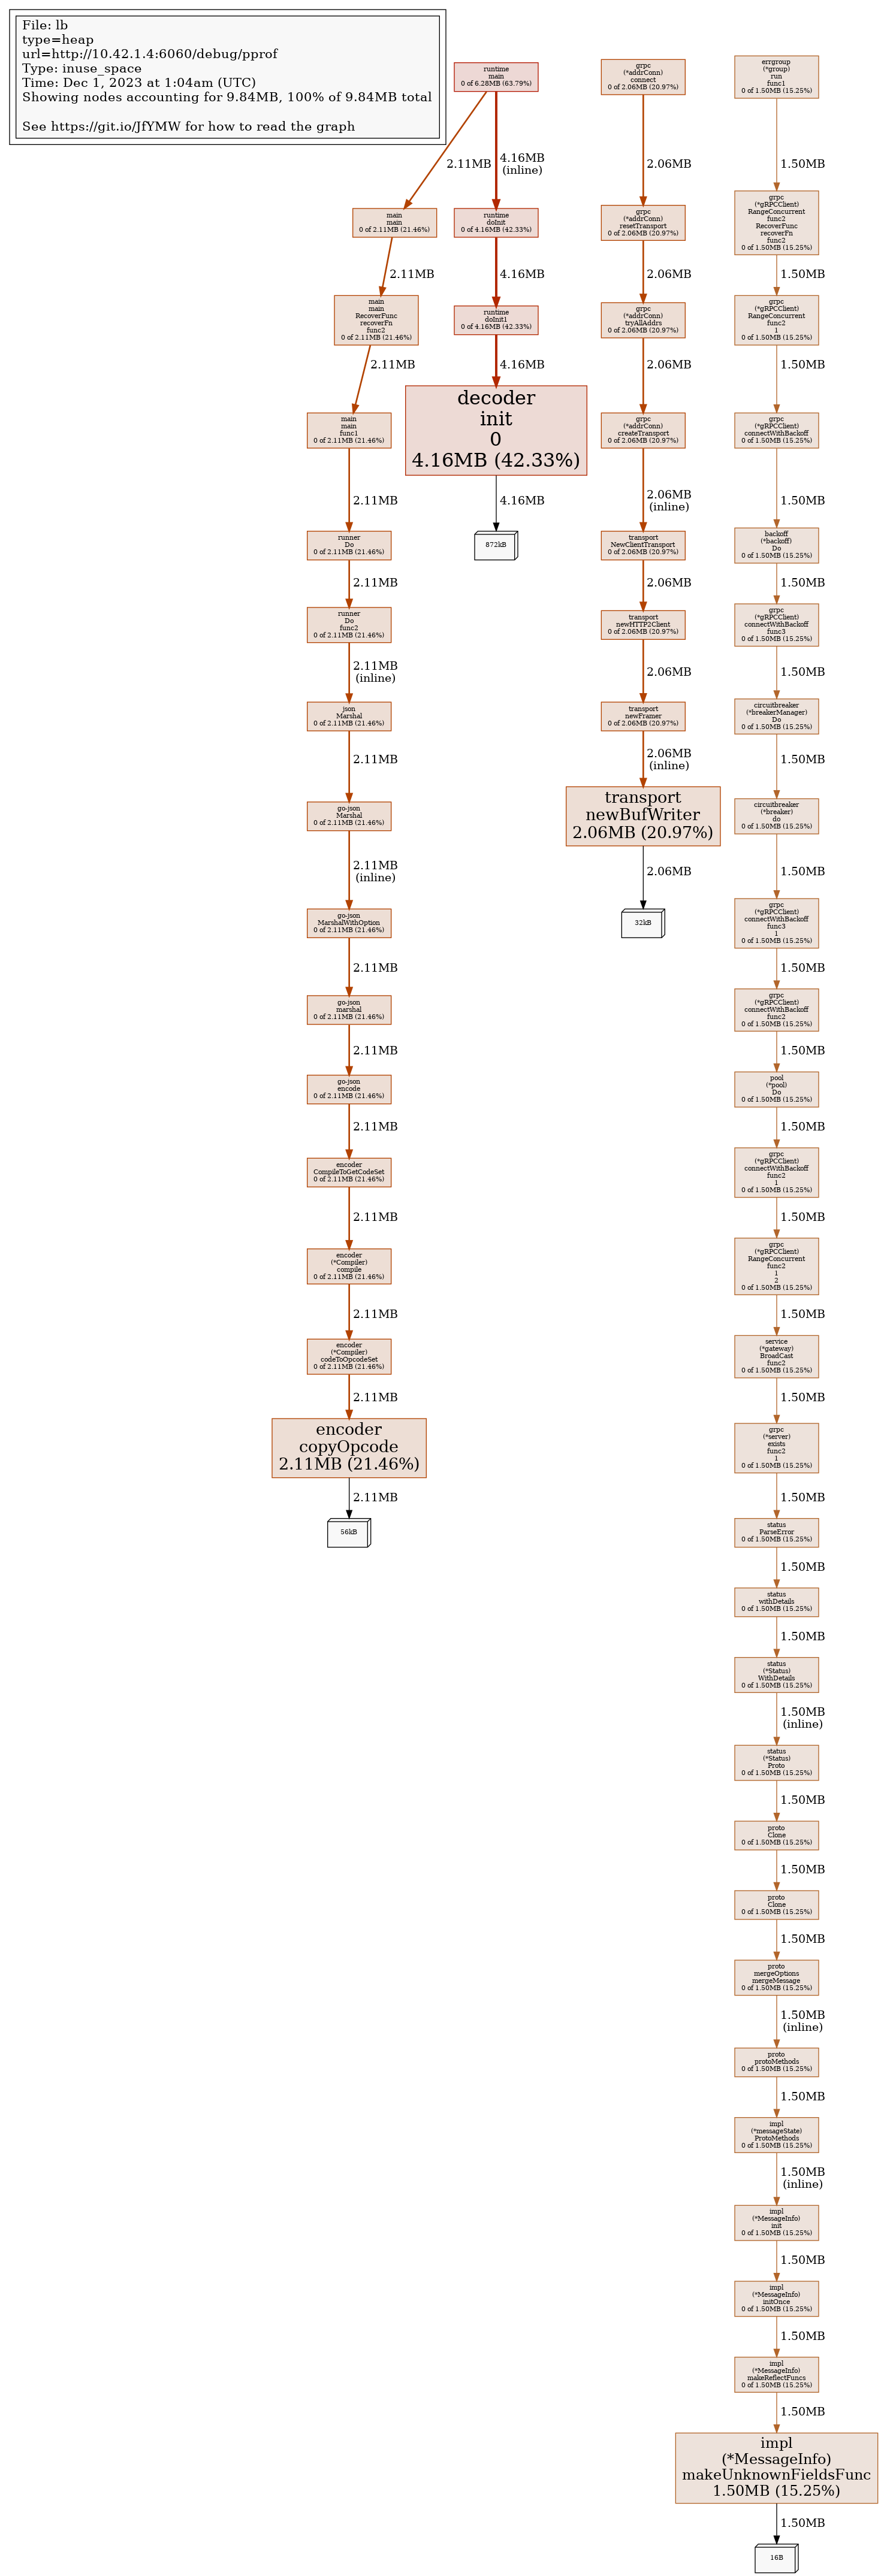 File: lb
type=heap
url=http://10.42.1.4:6060/debug/pprof
Type: inuse_space
Time: Dec 1, 2023 at 1:04am (UTC)
Showing nodes accounting for 9.84MB, 100% of 9.84MB total
See https://git.io/JfYMW for how to read the graph
runtime
main
0 of 6.28MB (63.79%)
2.11MB
4.16MB
(inline)
main
main
0 of 2.11MB (21.46%)
2.11MB
main
main
RecoverFunc
recoverFn
func2
0 of 2.11MB (21.46%)
2.11MB
main
main
func1
0 of 2.11MB (21.46%)
2.11MB
runner
Do
0 of 2.11MB (21.46%)
2.11MB
runner
Do
func2
0 of 2.11MB (21.46%)
2.11MB
(inline)
json
Marshal
0 of 2.11MB (21.46%)
2.11MB
go-json
Marshal
0 of 2.11MB (21.46%)
2.11MB
(inline)
go-json
MarshalWithOption
0 of 2.11MB (21.46%)
2.11MB
go-json
marshal
0 of 2.11MB (21.46%)
2.11MB
go-json
encode
0 of 2.11MB (21.46%)
2.11MB
encoder
CompileToGetCodeSet
0 of 2.11MB (21.46%)
2.11MB
encoder
(*Compiler)
compile
0 of 2.11MB (21.46%)
2.11MB
encoder
(*Compiler)
codeToOpcodeSet
0 of 2.11MB (21.46%)
2.11MB
encoder
copyOpcode
2.11MB (21.46%)
2.11MB
56kB
runtime
doInit
0 of 4.16MB (42.33%)
4.16MB
runtime
doInit1
0 of 4.16MB (42.33%)
4.16MB
decoder
init
0
4.16MB (42.33%)
4.16MB
872kB
grpc
(*addrConn)
connect
0 of 2.06MB (20.97%)
2.06MB
grpc
(*addrConn)
resetTransport
0 of 2.06MB (20.97%)
2.06MB
grpc
(*addrConn)
tryAllAddrs
0 of 2.06MB (20.97%)
2.06MB
grpc
(*addrConn)
createTransport
0 of 2.06MB (20.97%)
2.06MB
(inline)
transport
NewClientTransport
0 of 2.06MB (20.97%)
2.06MB
transport
newHTTP2Client
0 of 2.06MB (20.97%)
2.06MB
transport
newFramer
0 of 2.06MB (20.97%)
2.06MB
(inline)
transport
newBufWriter
2.06MB (20.97%)
2.06MB
32kB
errgroup
(*group)
run
func1
0 of 1.50MB (15.25%)
1.50MB
grpc
(*gRPCClient)
RangeConcurrent
func2
RecoverFunc
recoverFn
func2
0 of 1.50MB (15.25%)
1.50MB
grpc
(*gRPCClient)
RangeConcurrent
func2
1
0 of 1.50MB (15.25%)
1.50MB
grpc
(*gRPCClient)
connectWithBackoff
0 of 1.50MB (15.25%)
1.50MB
backoff
(*backoff)
Do
0 of 1.50MB (15.25%)
1.50MB
grpc
(*gRPCClient)
connectWithBackoff
func3
0 of 1.50MB (15.25%)
1.50MB
circuitbreaker
(*breakerManager)
Do
0 of 1.50MB (15.25%)
1.50MB
circuitbreaker
(*breaker)
do
0 of 1.50MB (15.25%)
1.50MB
grpc
(*gRPCClient)
connectWithBackoff
func3
1
0 of 1.50MB (15.25%)
1.50MB
grpc
(*gRPCClient)
connectWithBackoff
func2
0 of 1.50MB (15.25%)
1.50MB
pool
(*pool)
Do
0 of 1.50MB (15.25%)
1.50MB
grpc
(*gRPCClient)
connectWithBackoff
func2
1
0 of 1.50MB (15.25%)
1.50MB
grpc
(*gRPCClient)
RangeConcurrent
func2
1
2
0 of 1.50MB (15.25%)
1.50MB
service
(*gateway)
BroadCast
func2
0 of 1.50MB (15.25%)
1.50MB
grpc
(*server)
exists
func2
1
0 of 1.50MB (15.25%)
1.50MB
status
ParseError
0 of 1.50MB (15.25%)
1.50MB
status
withDetails
0 of 1.50MB (15.25%)
1.50MB
status
(*Status)
WithDetails
0 of 1.50MB (15.25%)
1.50MB
(inline)
status
(*Status)
Proto
0 of 1.50MB (15.25%)
1.50MB
proto
Clone
0 of 1.50MB (15.25%)
1.50MB
proto
Clone
0 of 1.50MB (15.25%)
1.50MB
proto
mergeOptions
mergeMessage
0 of 1.50MB (15.25%)
1.50MB
(inline)
proto
protoMethods
0 of 1.50MB (15.25%)
1.50MB
impl
(*messageState)
ProtoMethods
0 of 1.50MB (15.25%)
1.50MB
(inline)
impl
(*MessageInfo)
init
0 of 1.50MB (15.25%)
1.50MB
impl
(*MessageInfo)
initOnce
0 of 1.50MB (15.25%)
1.50MB
impl
(*MessageInfo)
makeReflectFuncs
0 of 1.50MB (15.25%)
1.50MB
impl
(*MessageInfo)
makeUnknownFieldsFunc
1.50MB (15.25%)
1.50MB
16B